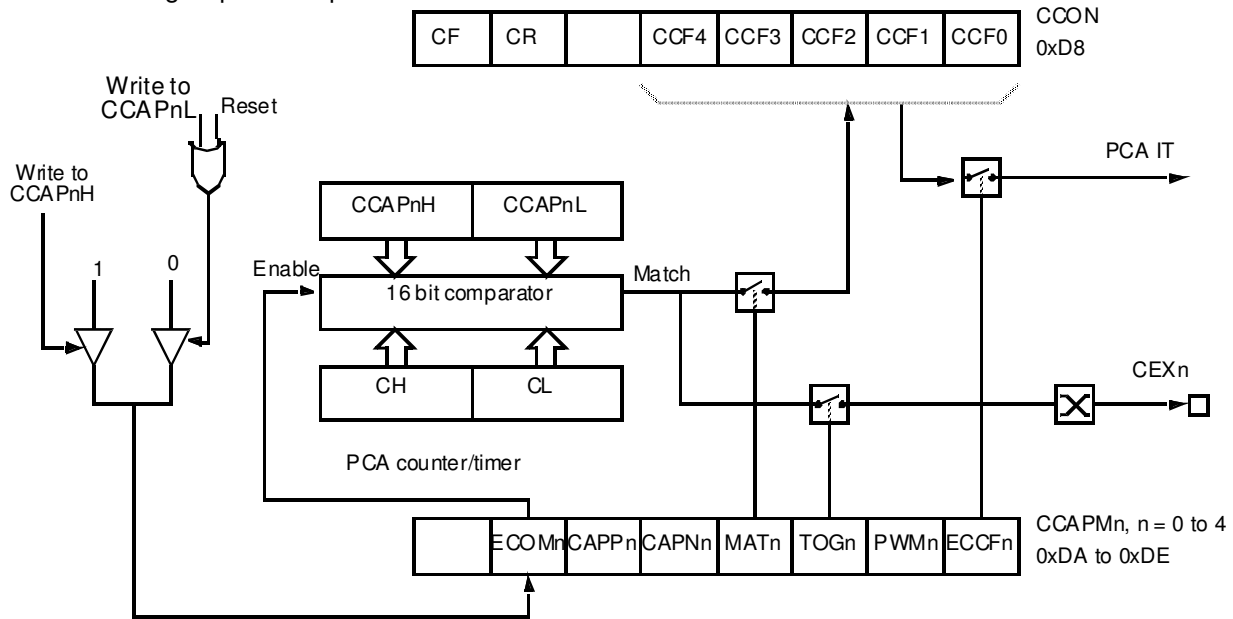 CF CR CCF4 CCF3 CCF2 CCF1 CCF0
CCON
0xD8
Write to
CCAPnL
Reset
Write to
CCAPnH
PCA IT
CCAPnH CCAPnL
1 0
Enable
16 bit comparator
Match
CH CL
CEXn
PCA counter/timer
ECOMn CAPPn CAPNn MATn TOGn PWMn ECCFn
CCAPMn, n = 0 to 4
0xDA to 0xDE